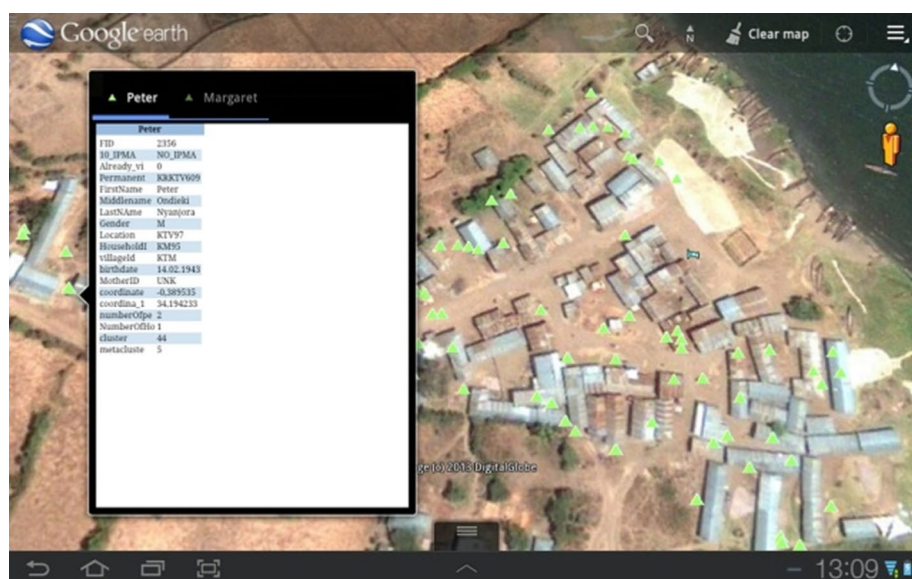 Google earth
N
Clear map
Peter Margaret
Peter
FID 2356
10_IPMA NO_IPMA
Already_vi 0
Permanent KRKTV609
FirstName Peter
Middlename Ondieki
LastNAme Nyanjora
Gender M
Location KTV97
HouseholdI KM95
villageId KTM
birthdate 14.02.1943
MotherID UNK
coordinate -0,389535
coordina_1 34,194233
numberOfpe 2
NumberOfHo 1
cluster 44
metacluste 5
ge (c) 2013 DigitalGlobe
13:09